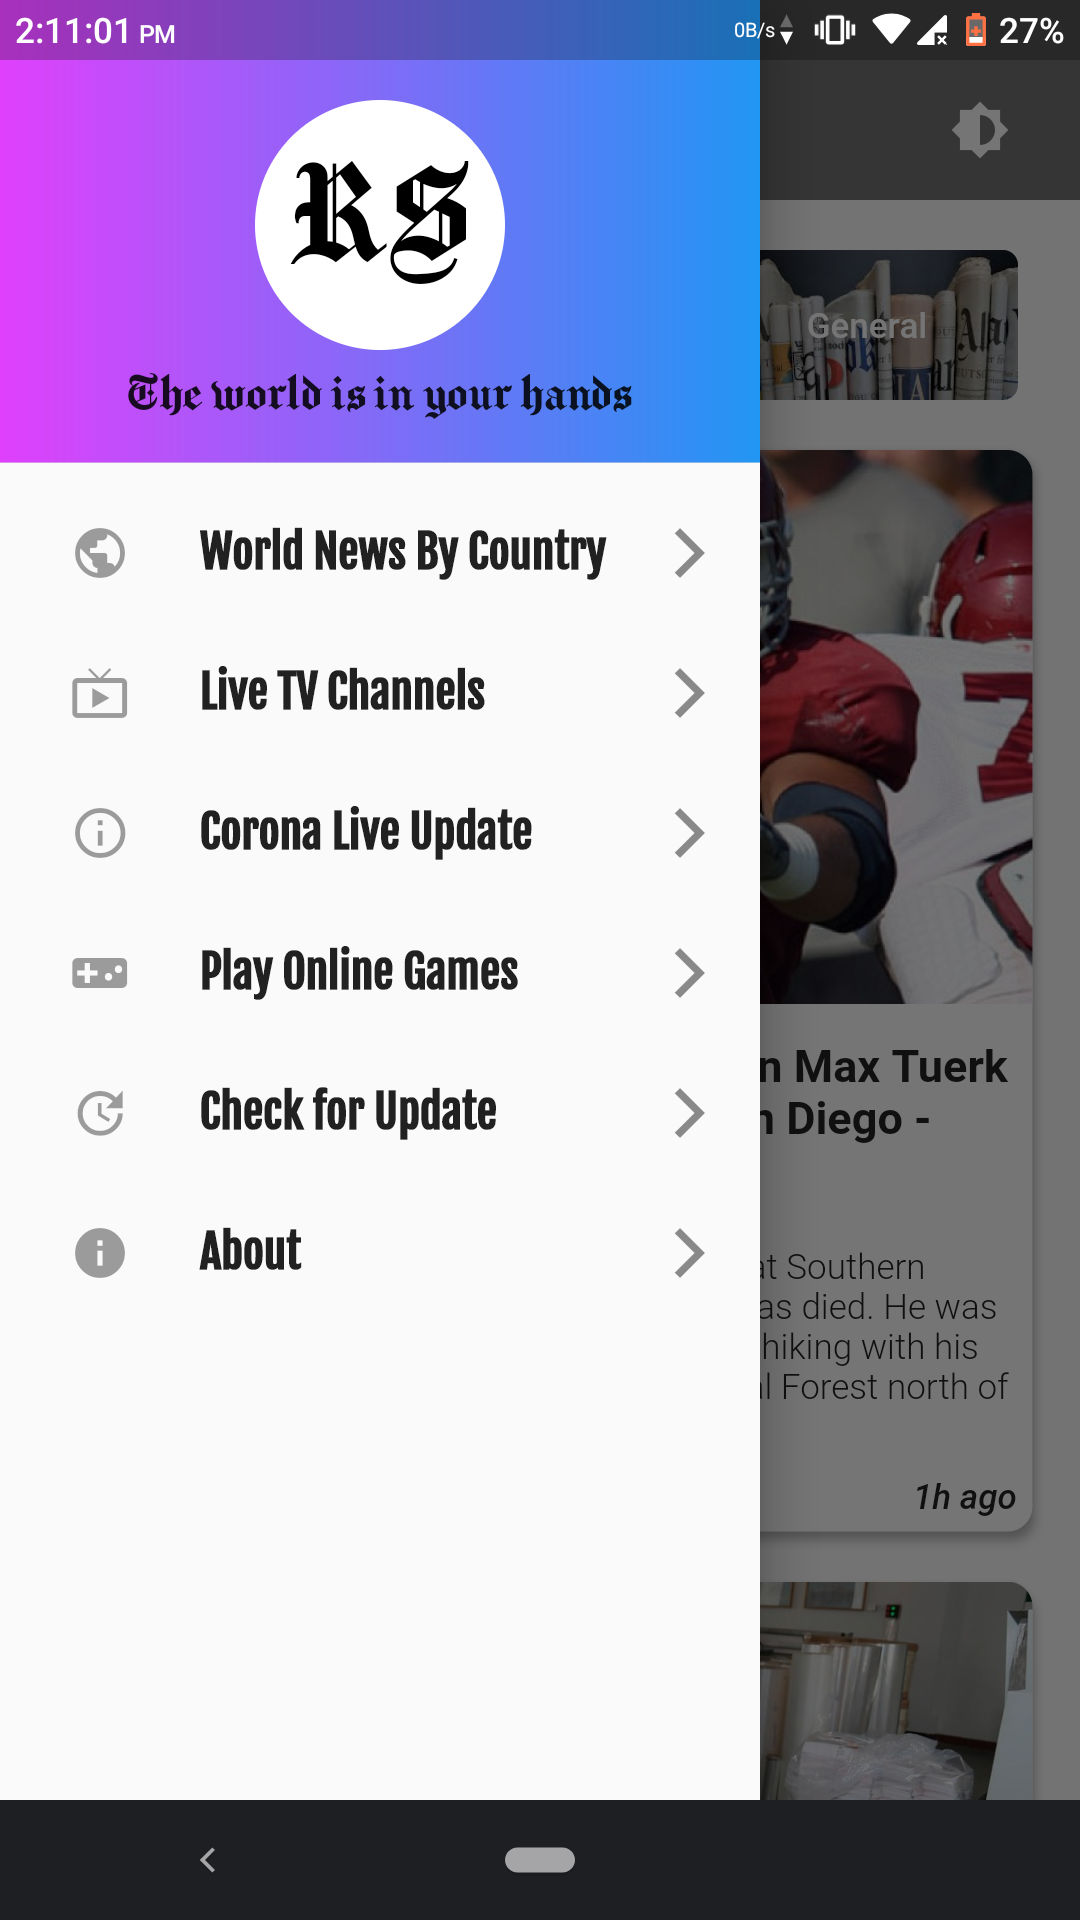 2:11:01 PM
0B/s
27%
RS
The world is in your hands
General
World News By Country
Live TV Channels
Corona Live Update
Play Online Games
Check for Update
About
n Max Tuerk
n Diego -
at Southern
as died. He was
hiking with his
al Forest north of
1h ago